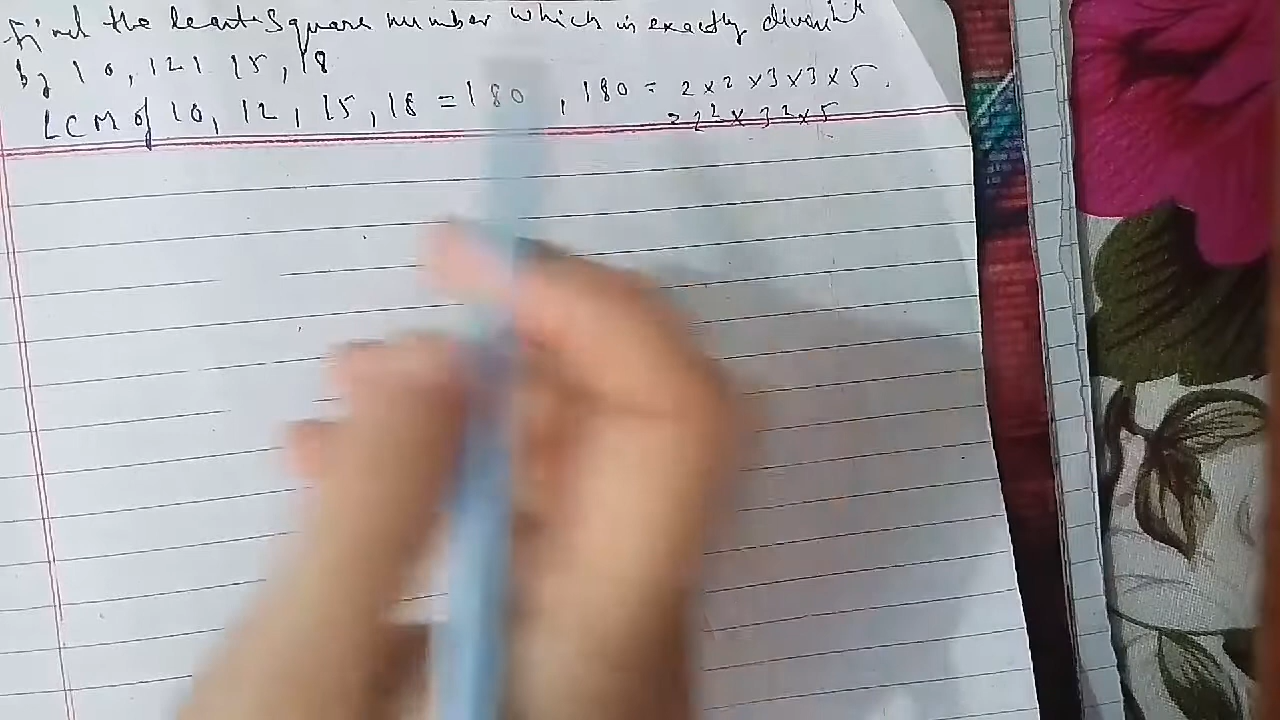 Find the least square number which is exactly divisible
by 10, 12, 15, 18
LCM of 10, 12, 15, 18 = 180 , 180 = 2 x 2 x 3 x 3 x 5 .
= 2² x 3² x 5